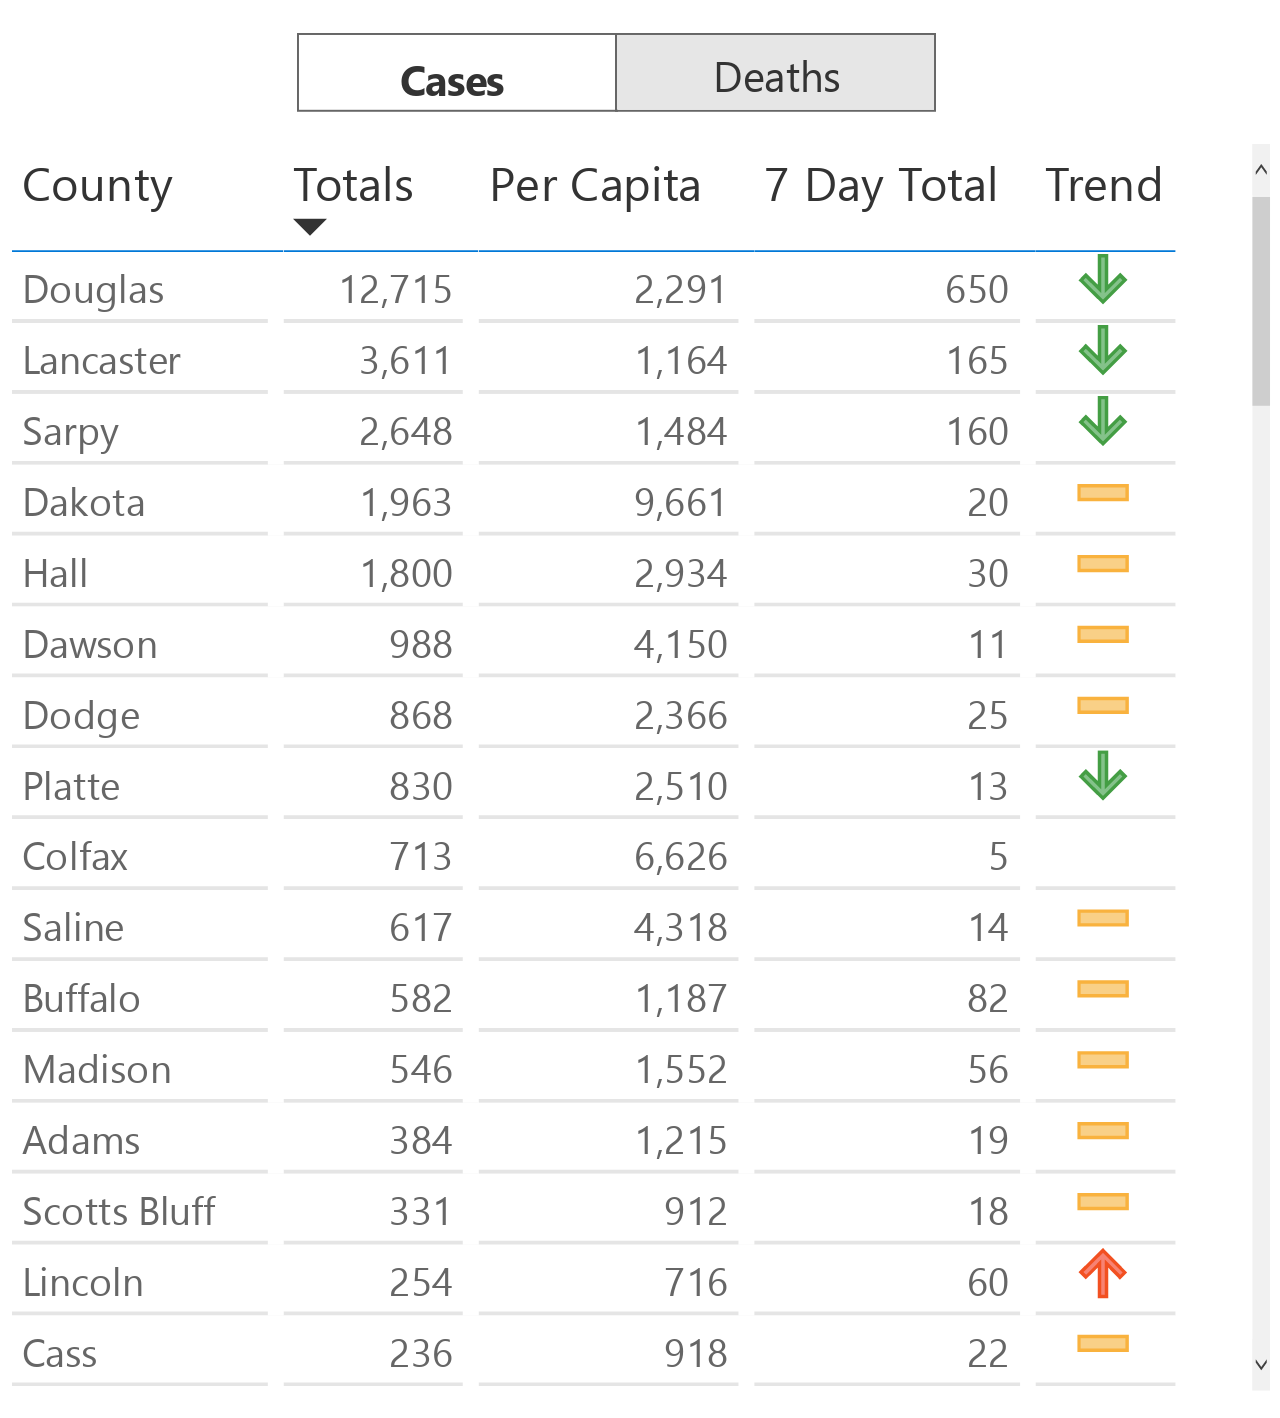 Cases Deaths
County Totals Per Capita 7 Day Total Trend
Douglas 12,715 2,291 650
Lancaster 3,611 1,164 165
Sarpy 2,648 1,484 160
Dakota 1,963 9,661 20
Hall 1,800 2,934 30
Dawson 988 4,150 11
Dodge 868 2,366 25
Platte 830 2,510 13
Colfax 713 6,626 5
Saline 617 4,318 14
Buffalo 582 1,187 82
Madison 546 1,552 56
Adams 384 1,215 19
Scotts Bluff 331 912 18
Lincoln 254 716 60
Cass 236 918 22